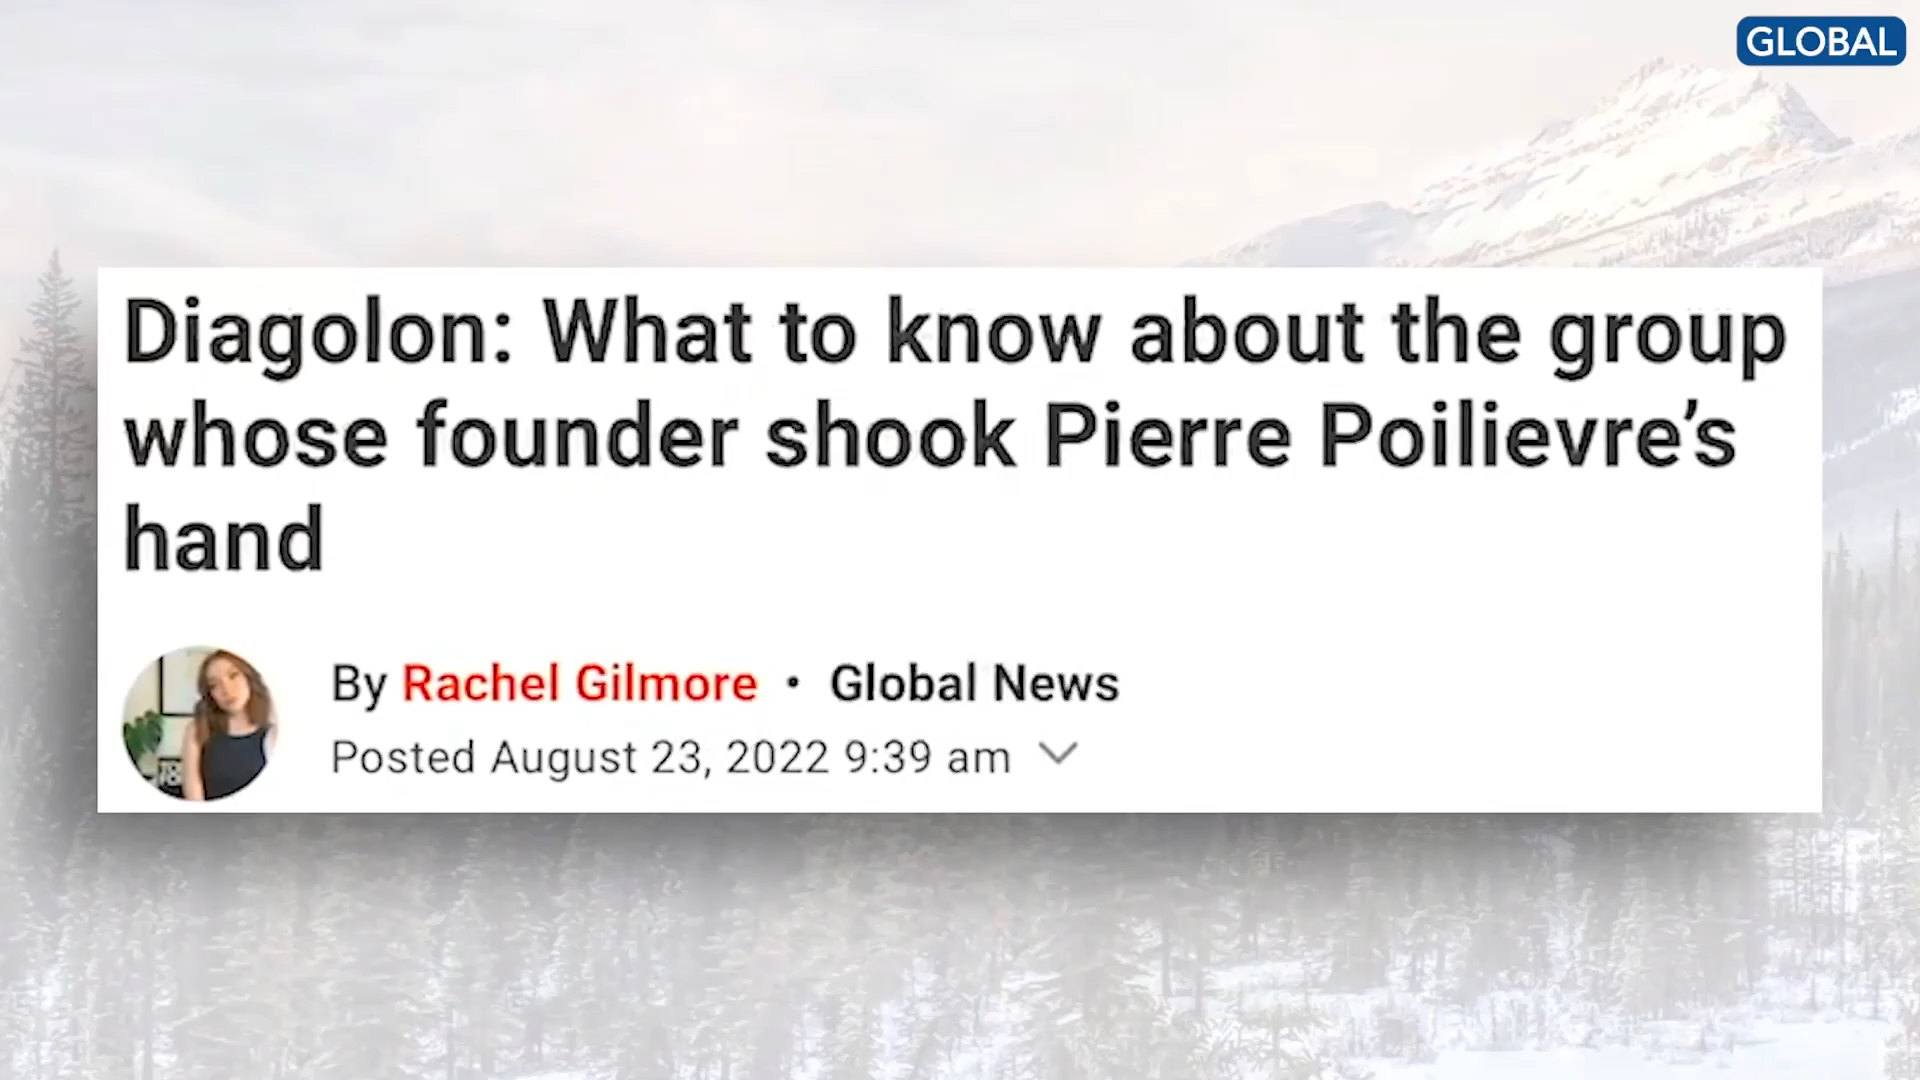 GLOBAL
Diagolon: What to know about the group
whose founder shook Pierre Poilievre’s
hand
By Rachel Gilmore • Global News
Posted August 23, 2022 9:39 am